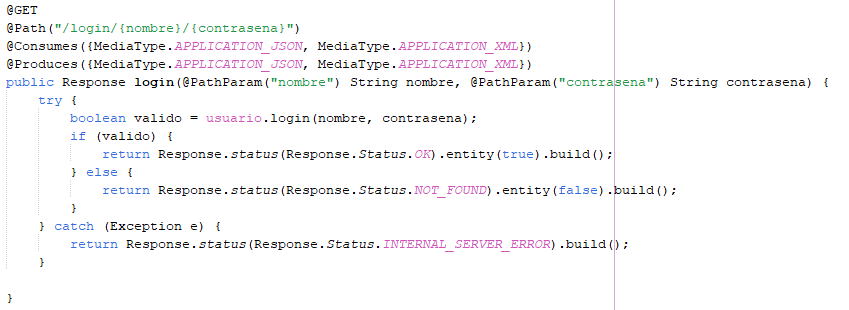 @GET
@Path("/login/{nombre}/{contrasena}")
@Consumes({MediaType.APPLICATION_JSON, MediaType.APPLICATION_XML})
@Produces({MediaType.APPLICATION_JSON, MediaType.APPLICATION_XML})
public Response login(@PathParam("nombre") String nombre, @PathParam("contrasena") String contrasena) {
    try {
        boolean valido = usuario.login(nombre, contrasena);
        if (valido) {
            return Response.status(Response.Status.OK).entity(true).build();
        } else {
            return Response.status(Response.Status.NOT_FOUND).entity(false).build();
        }
    } catch (Exception e) {
        return Response.status(Response.Status.INTERNAL_SERVER_ERROR).build();
    }
}